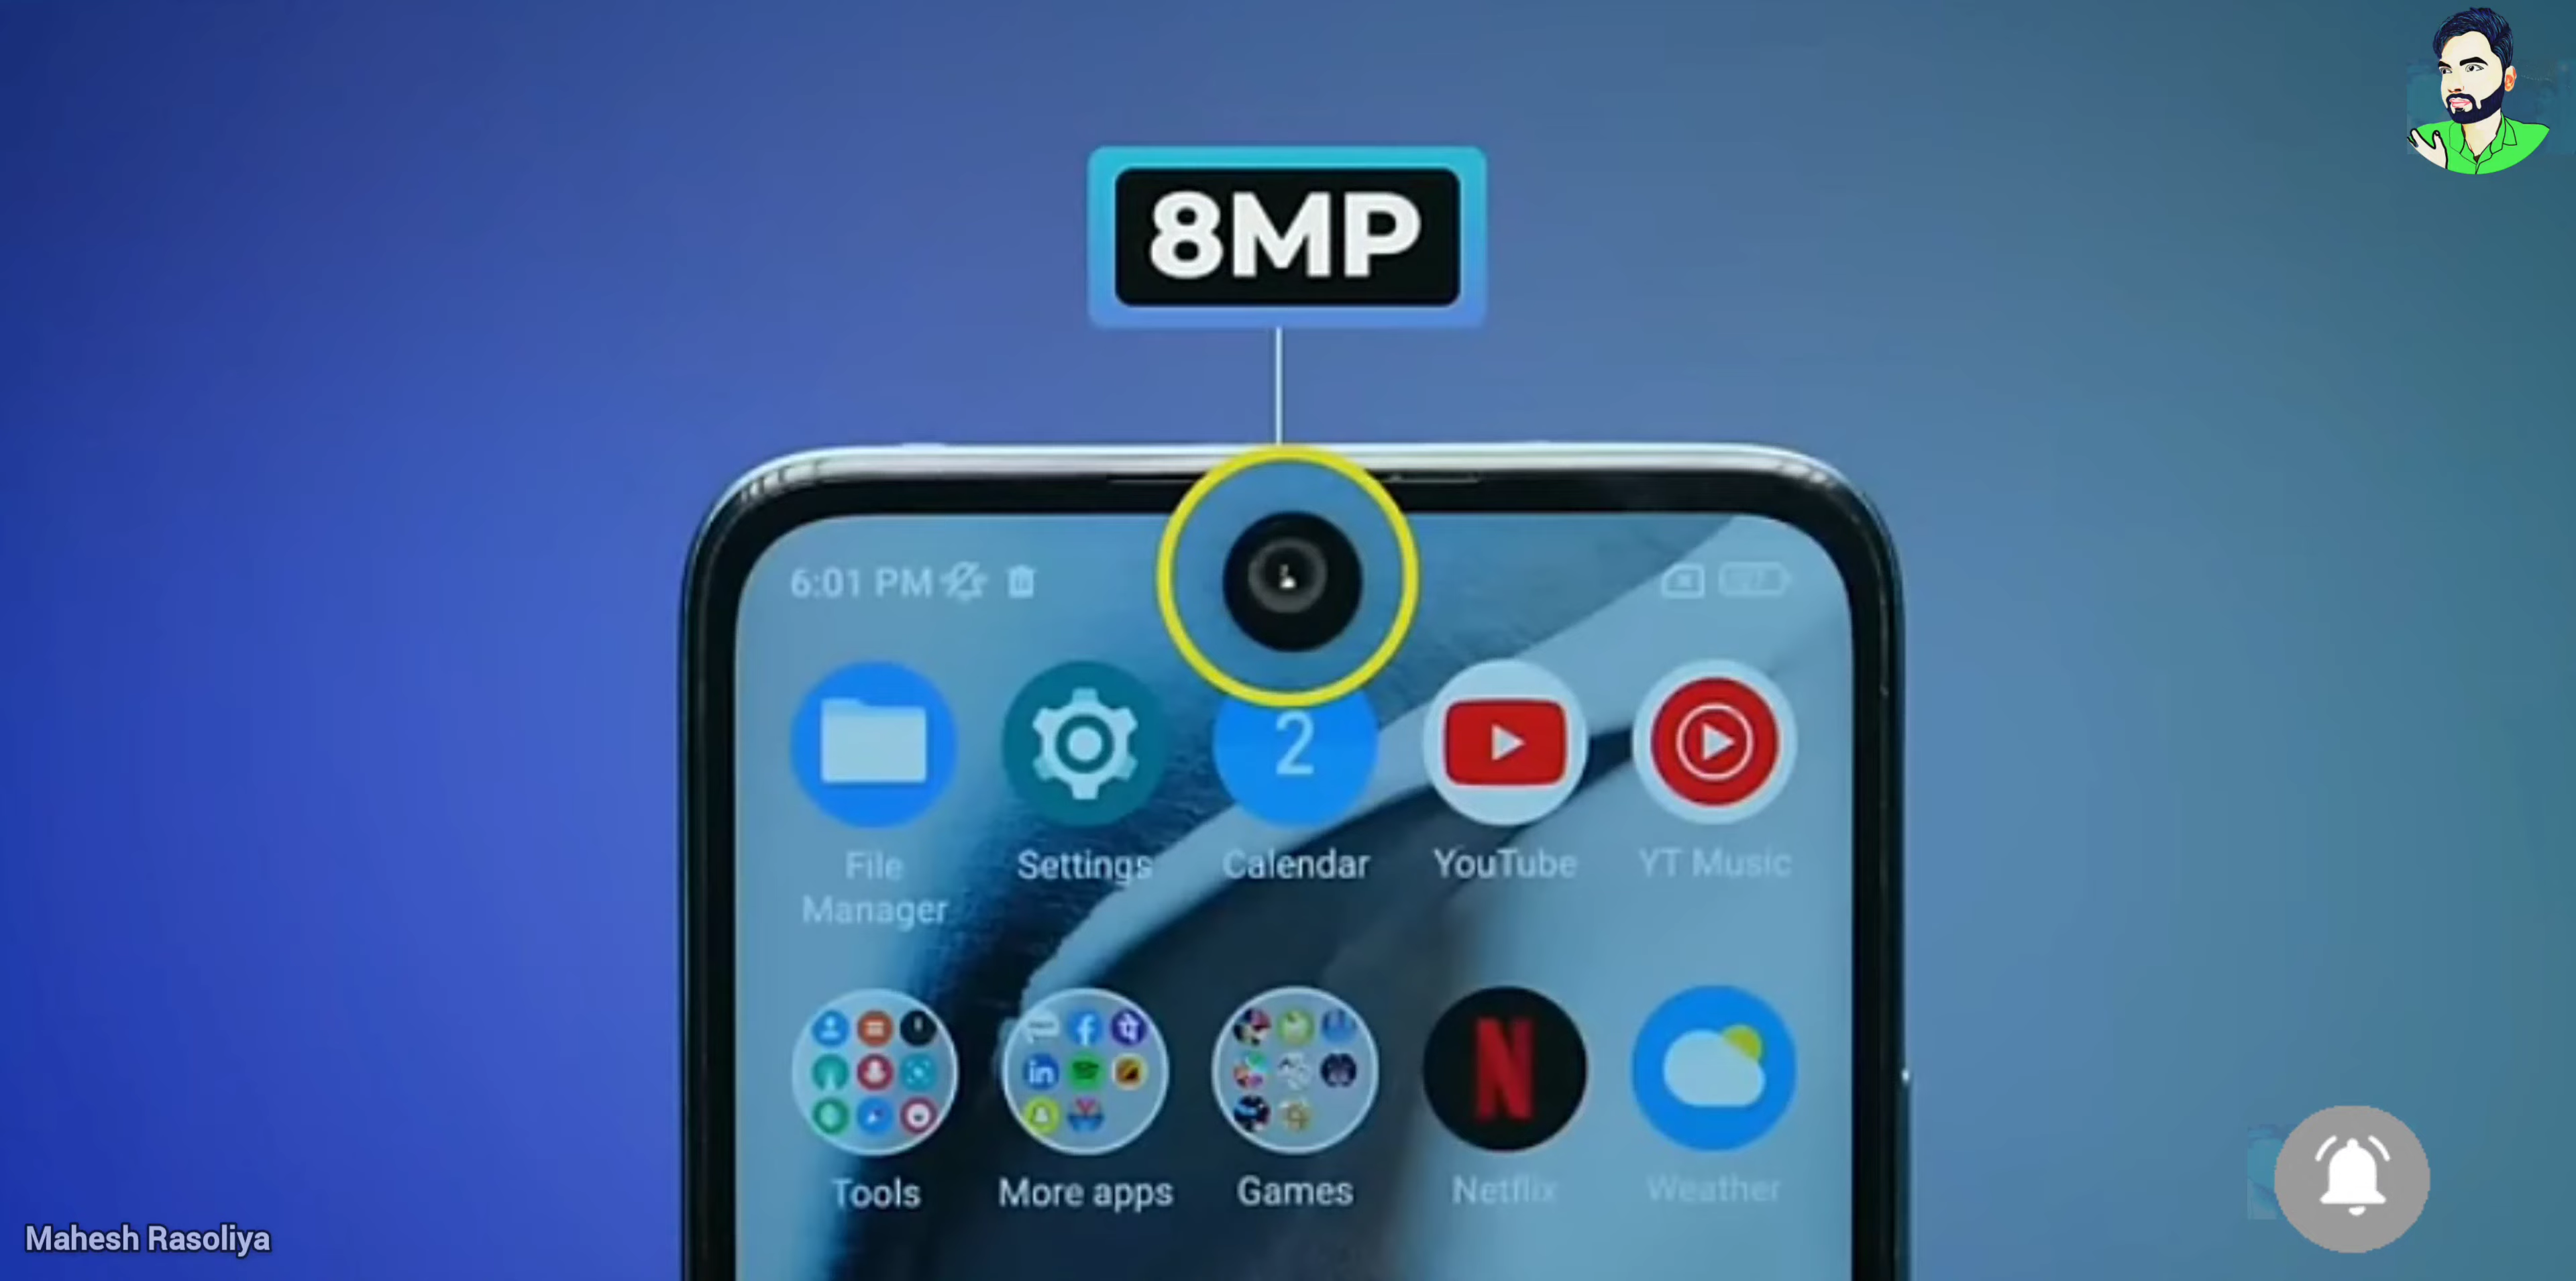 8MP
6:01 PM
2
File
Manager
Settings
Calendar
YouTube
YT Music
Tools
More apps
Games
N
Netflix
Weather
Mahesh Rasoliya